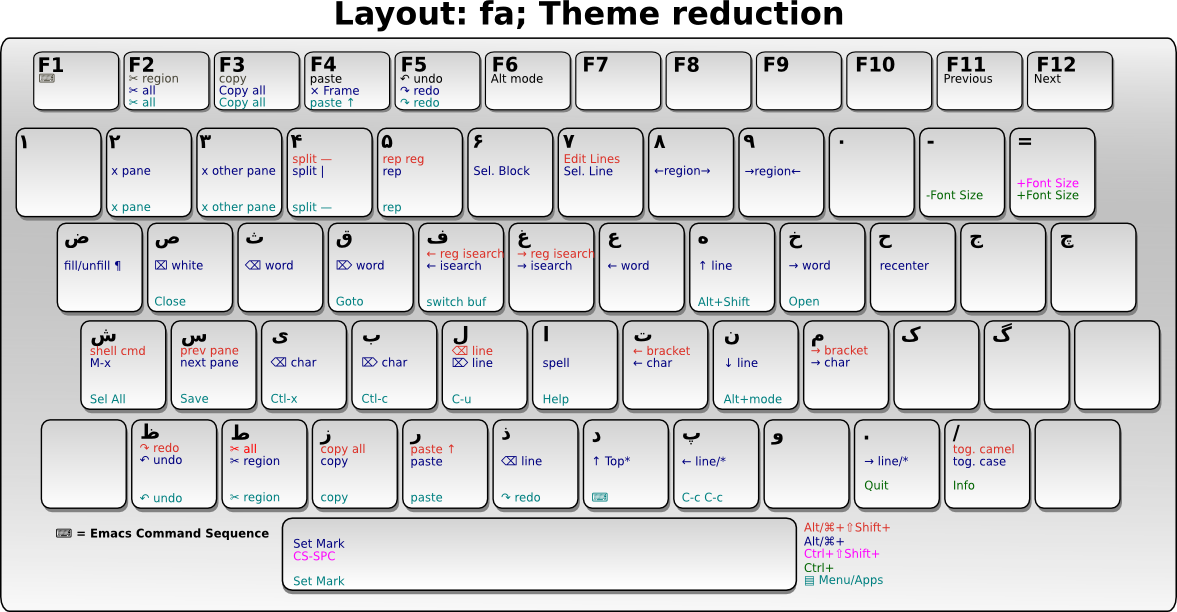 Layout: fa; Theme reduction
F1
⌨
F2
✂ region
✂ all
✂ all
F3
copy
Copy all
Copy all
F4
paste
× Frame
paste ↑
F5
↶ undo
↷ redo
↷ redo
F6
Alt mode
F7
F8
F9
F10
F11
Previous
F12
Next
۱
۲
x pane
x pane
۳
x other pane
x other pane
۴
split —
split |
split —
۵
rep reg
rep
rep
۶
Sel. Block
۷
Edit Lines
Sel. Line
۸
←region→
۹
→region←
۰
-
-Font Size
=
+Font Size
+Font Size
ض
fill/unfill ¶
ص
⌧ white
Close
ث
⌫ word
ق
⌦ word
Goto
ف
← reg isearch
← isearch
switch buf
غ
→ reg isearch
→ isearch
ع
← word
ه
↑ line
Alt+Shift
خ
→ word
Open
ح
recenter
ج
چ
ش
shell cmd
M-x
Sel All
س
prev pane
next pane
Save
ی
⌫ char
Ctl-x
ب
⌦ char
Ctl-c
ل
⌫ line
⌦ line
C-u
ا
spell
Help
ت
← bracket
← char
ن
↓ line
Alt+mode
م
→ bracket
→ char
ک
گ
ظ
↷ redo
↶ undo
↶ undo
ط
✂ all
✂ region
✂ region
ز
copy all
copy
copy
ر
paste ↑
paste
paste
ذ
⌫ line
↷ redo
د
↑ Top*
⌨
پ
← line/*
C-c C-c
و
.
→ line/*
Quit
/
tog. camel
tog. case
Info
⌨ = Emacs Command Sequence
Set Mark
CS-SPC
Set Mark
Alt/⌘+⇧Shift+
Alt/⌘+
Ctrl+⇧Shift+
Ctrl+
▤ Menu/Apps